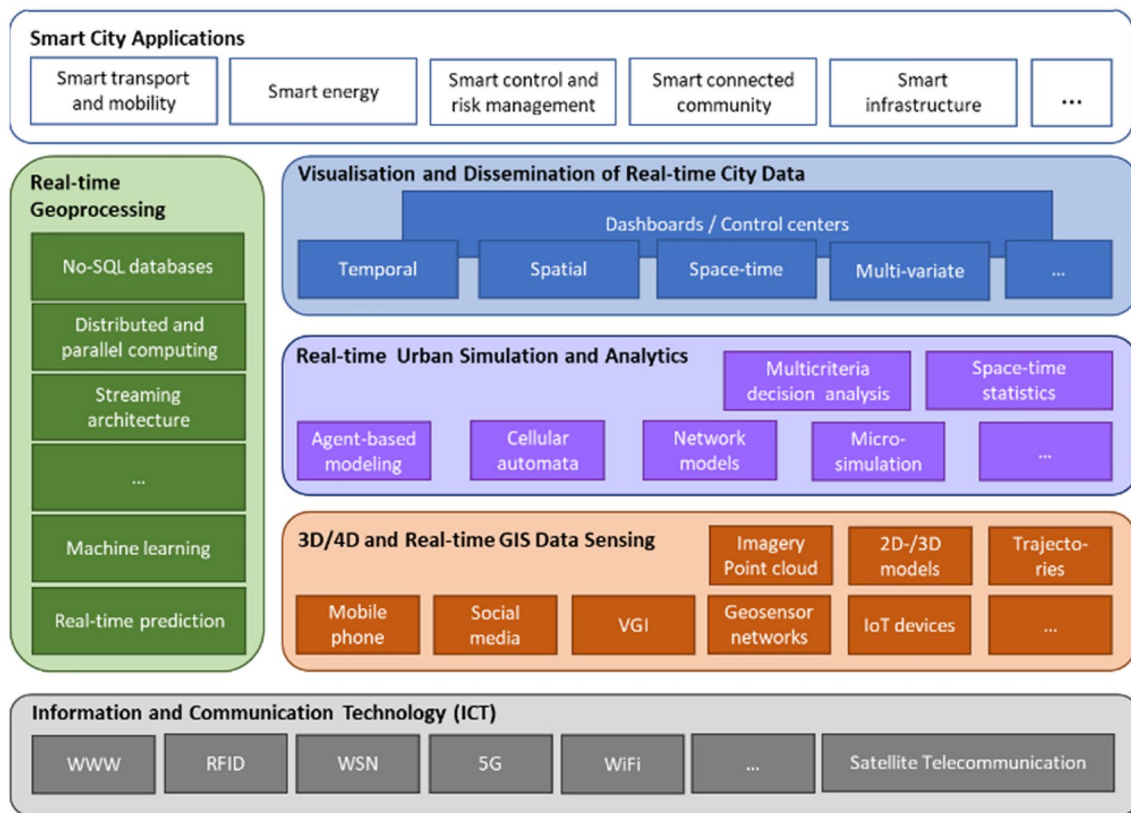 Smart City Applications
Smart transport
and mobility
Smart energy
Smart control and
risk management
Smart connected
community
Smart
infrastructure
...
Real-time
Geoprocessing
No-SQL databases
Distributed and
parallel computing
Streaming
architecture
...
Machine learning
Real-time prediction
Visualisation and Dissemination of Real-time City Data
Dashboards / Control centers
Temporal
Spatial
Space-time
Multi-variate
...
Real-time Urban Simulation and Analytics
Multicriteria
decision analysis
Space-time
statistics
Agent-based
modeling
Cellular
automata
Network
models
Micro-
simulation
...
3D/4D and Real-time GIS Data Sensing
Imagery
Point cloud
2D-/3D
models
Trajecto-
ries
Mobile
phone
Social
media
VGI
Geosensor
networks
IoT devices
...
Information and Communication Technology (ICT)
WWW
RFID
WSN
5G
WiFi
...
Satellite Telecommunication